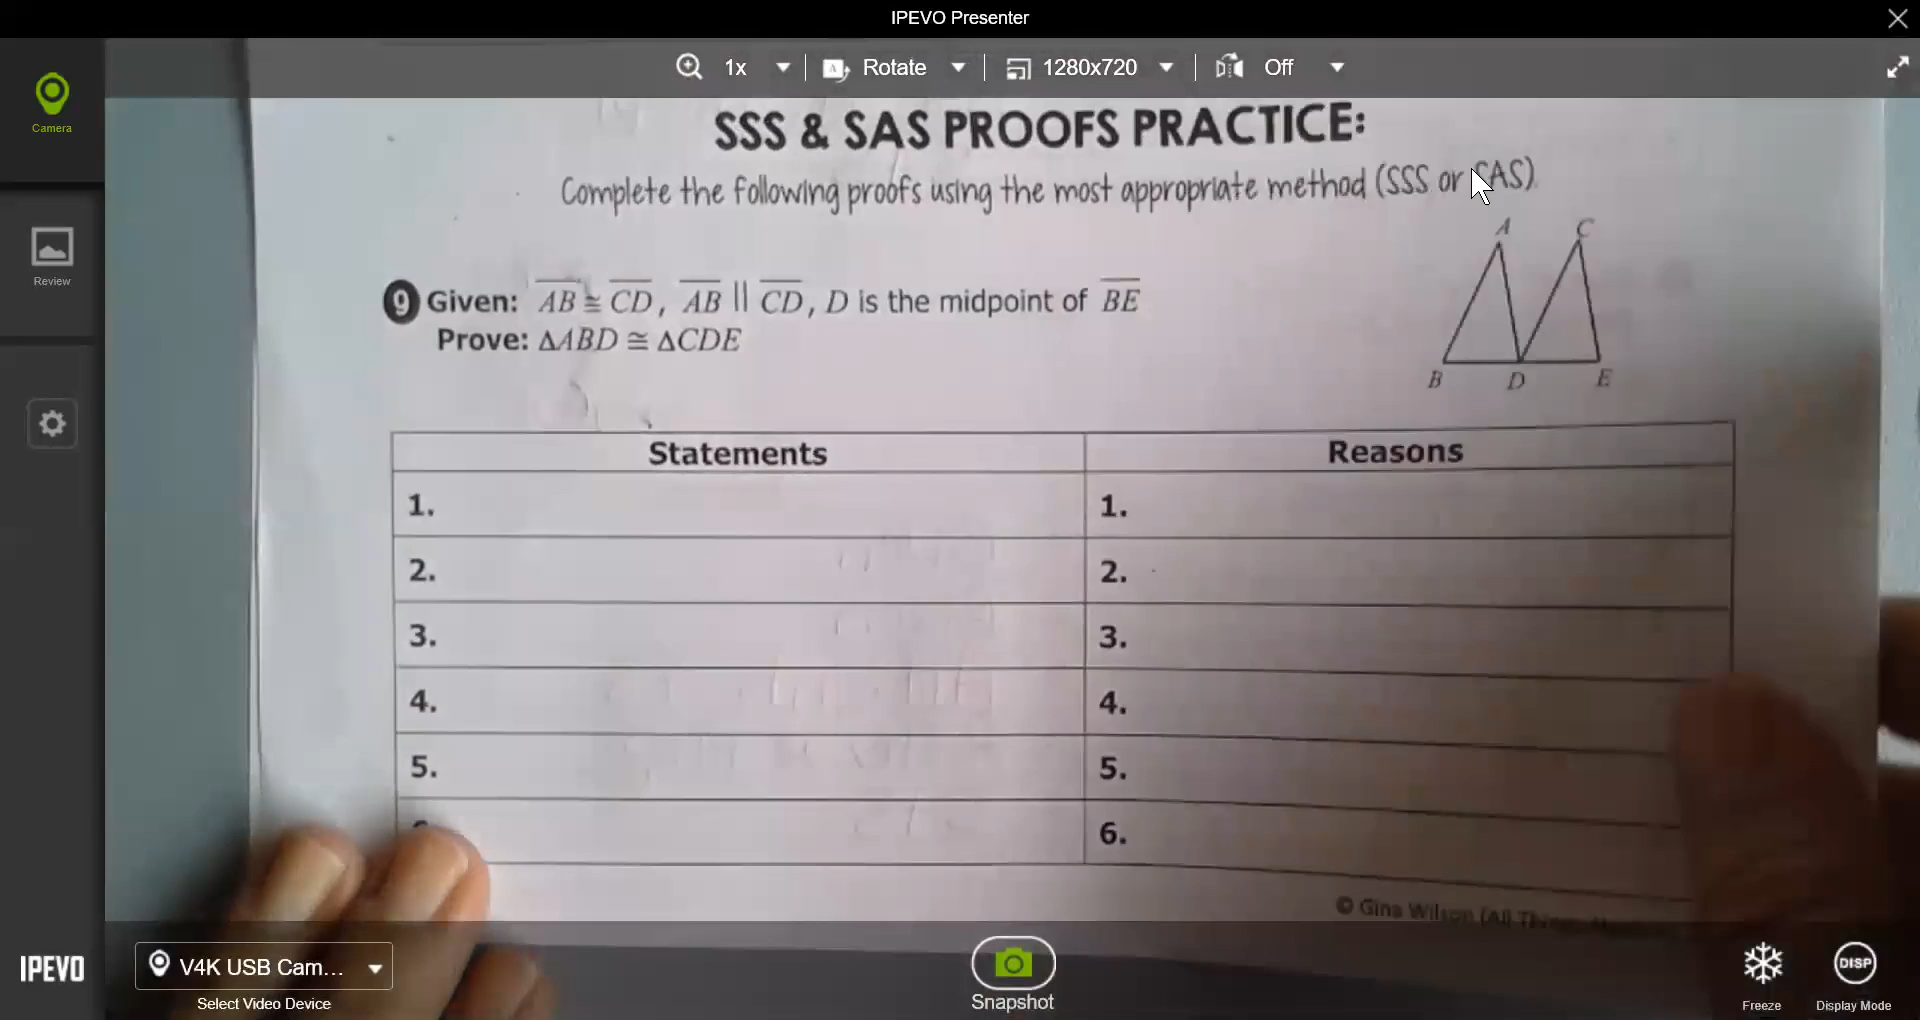 IPEVO Presenter
1x
Rotate
1280x720
Off
Camera
SSS & SAS PROOFS PRACTICE:
Complete the following proofs using the most appropriate method (SSS or SAS).
Review
A C
9 Given: AB ≅ CD, AB || CD, D is the midpoint of BE
Prove: ΔABD ≅ ΔCDE
B D E
Statements Reasons
1. 1.
2. 2.
3. 3.
4. 4.
5. 5.
6.
© Gina Wilson (All
IPEVO
V4K USB Cam...
Select Video Device
Snapshot
Freeze
DISP
Display Mode